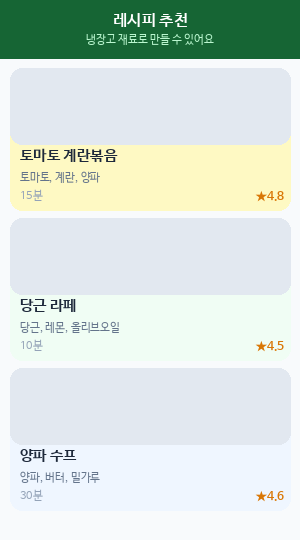 레시피 추천
냉장고 재료로 만들 수 있어요
토마토 계란볶음
토마토, 계란, 양파
15분
★4.8
당근 라페
당근, 레몬, 올리브오일
10분
★4.5
양파 수프
양파, 버터, 밀가루
30분
★4.6